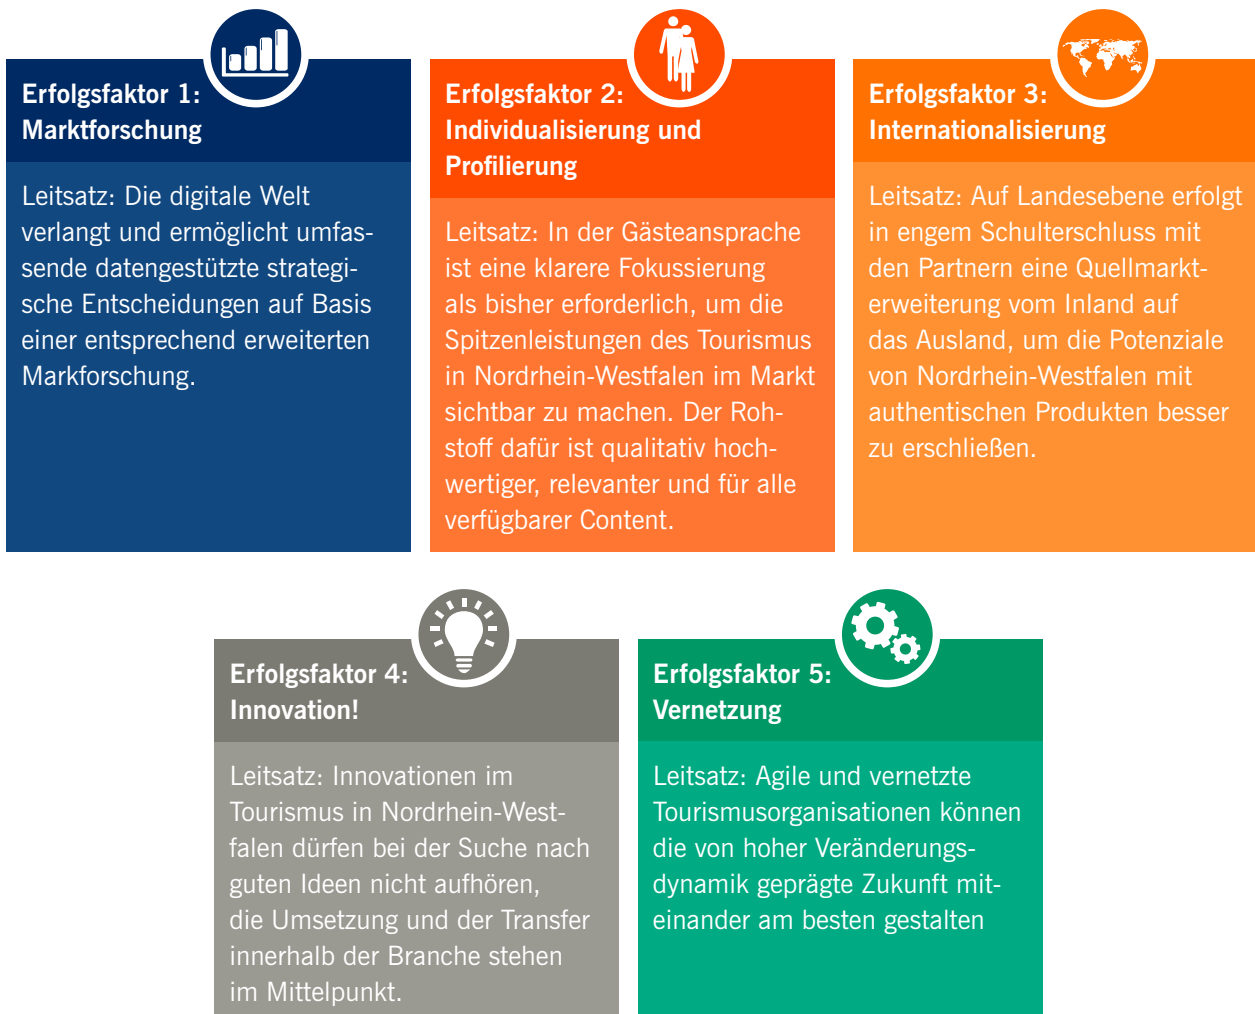 Erfolgsfaktor 1:
Marktforschung
Leitsatz: Die digitale Welt
verlangt und ermöglicht umfas-
sende datengestützte strategi-
sche Entscheidungen auf Basis
einer entsprechend erweiterten
Markforschung.
Erfolgsfaktor 2:
Individualisierung und
Profilierung
Leitsatz: In der Gästeansprache
ist eine klarere Fokussierung
als bisher erforderlich, um die
Spitzenleistungen des Tourismus
in Nordrhein-Westfalen im Markt
sichtbar zu machen. Der Roh-
stoff dafür ist qualitativ hoch-
wertiger, relevanter und für alle
verfügbarer Content.
Erfolgsfaktor 3:
Internationalisierung
Leitsatz: Auf Landesebene erfolgt
in engem Schulterschluss mit
den Partnern eine Quellmarkt-
erweiterung vom Inland auf
das Ausland, um die Potenziale
von Nordrhein-Westfalen mit
authentischen Produkten besser
zu erschließen.
Erfolgsfaktor 4:
Innovation!
Leitsatz: Innovationen im
Tourismus in Nordrhein-West-
falen dürfen bei der Suche nach
guten Ideen nicht aufhören,
die Umsetzung und der Transfer
innerhalb der Branche stehen
im Mittelpunkt.
Erfolgsfaktor 5:
Vernetzung
Leitsatz: Agile und vernetzte
Tourismusorganisationen können
die von hoher Veränderungs-
dynamik geprägte Zukunft mit-
einander am besten gestalten